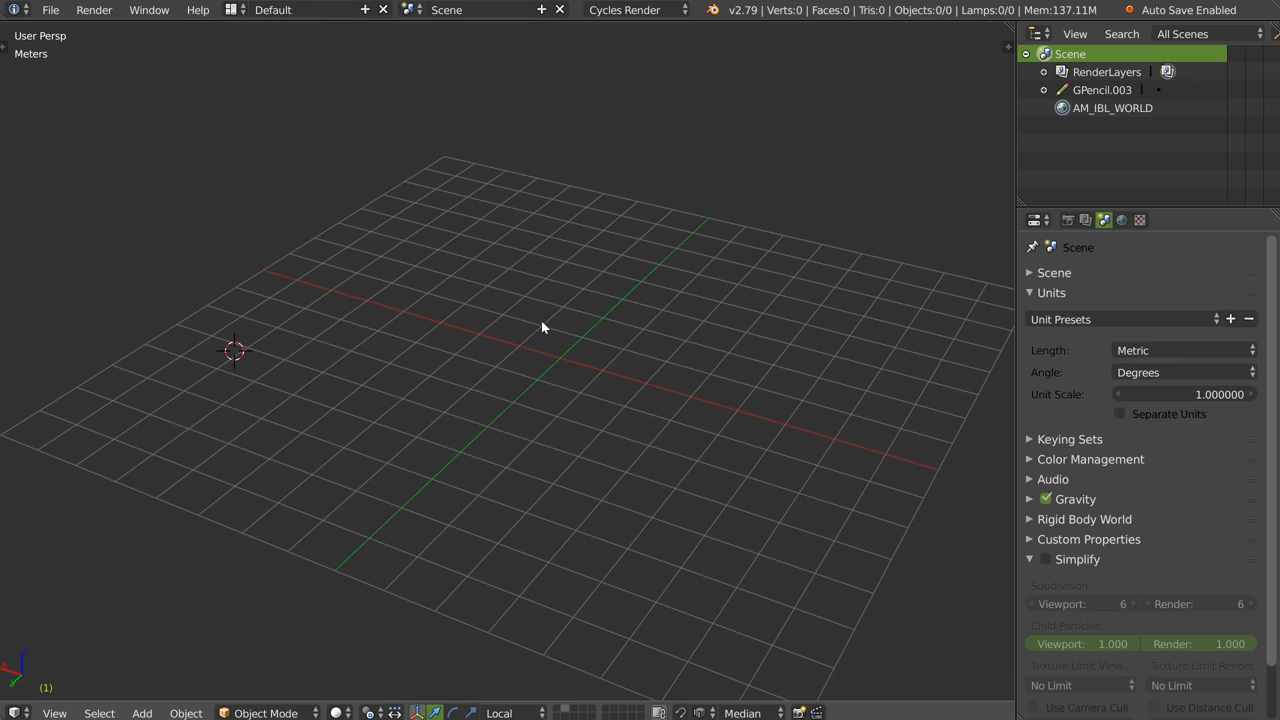 File Render Window Help Default Scene Cycles Render v2.79 | Verts:0 | Faces:0 | Tris:0 | Objects:0/0 | Lamps:0/0 | Mem:137.11M Auto Save Enabled
User Persp
Meters
View Search All Scenes
Scene
RenderLayers
GPencil.003
AM_IBL_WORLD
Scene
Scene
Units
Unit Presets
Length: Metric
Angle: Degrees
Unit Scale: 1.000000
Separate Units
Keying Sets
Color Management
Audio
Gravity
Rigid Body World
Custom Properties
Simplify
Subdivision
Viewport: 6 Render: 6
Child Particles
Viewport: 1.000 Render: 1.000
Texture Limit View... Texture Limit Render
No Limit No Limit
Use Camera Cull Use Distance Cull
(1)
View Select Add Object Object Mode Local Median